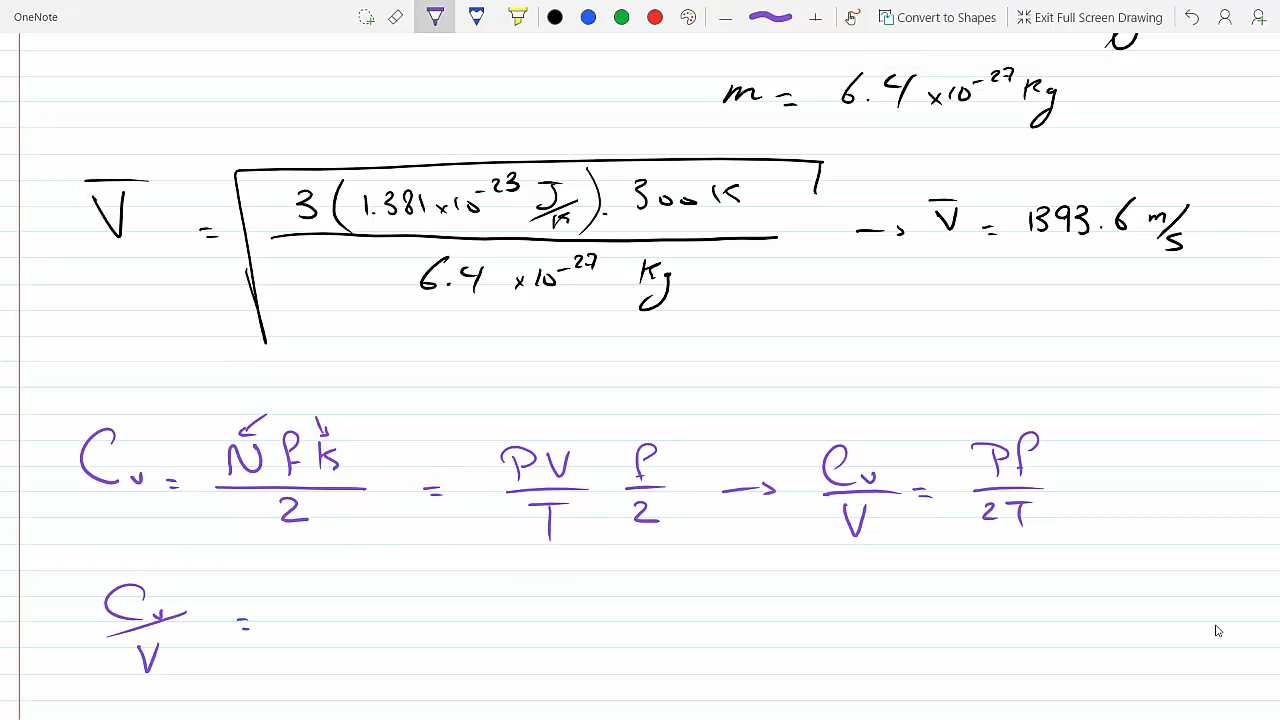 OneNote
Convert to Shapes
Exit Full Screen Drawing
m = 6.4 ×10⁻²⁷ Kg
V̅ = √(3 (1.381 ×10⁻²³ J/K) · 300 K / 6.4 ×10⁻²⁷ Kg) → V̅ = 1393.6 m/s
Cᵥ = N f k / 2 = PV/T f/2 → Cᵥ/V = Pf/2T
Cᵥ/V =